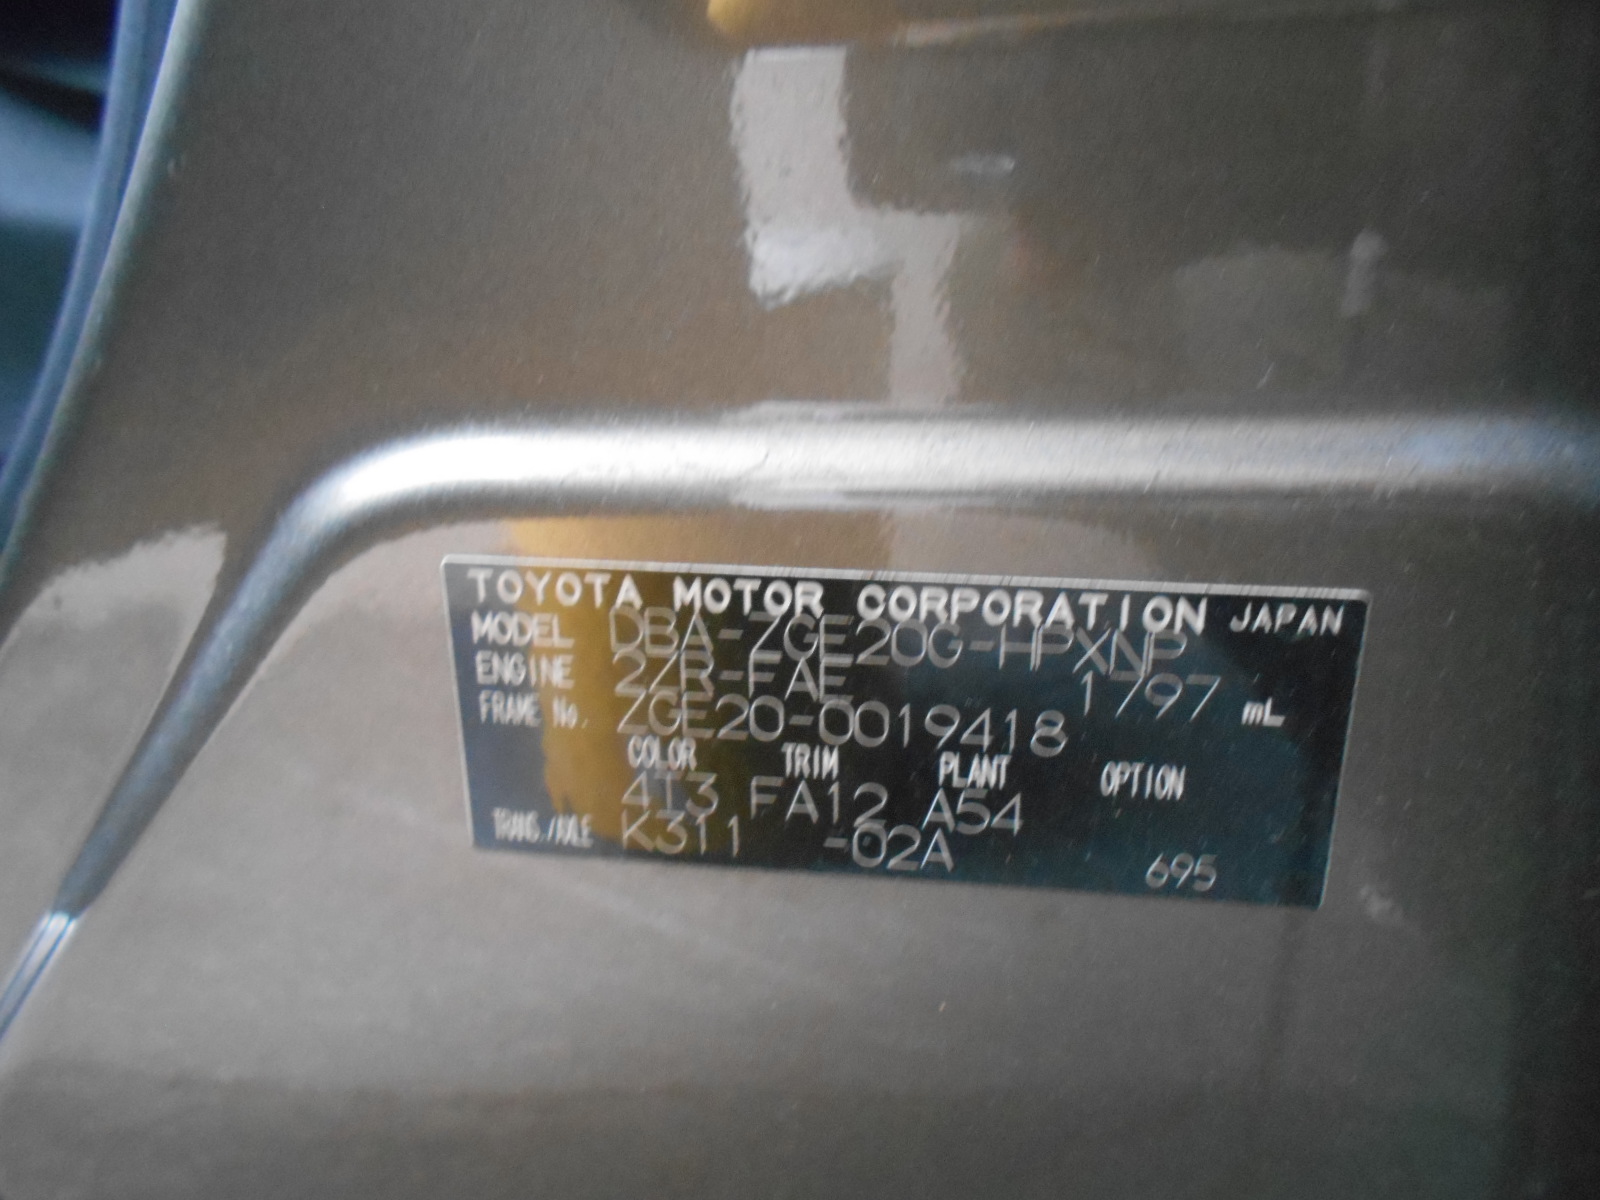 TOYOTA MOTOR CORPORATION JAPAN
MODEL DBA-ZGE20G-HPXNP
ENGINE 2ZR-FAE 1797 mL
FRAME No. ZGE20-0019418
COLOR TRIM PLANT OPTION
4T3 FA12 A54
TRANS./AXLE K311 -02A
695